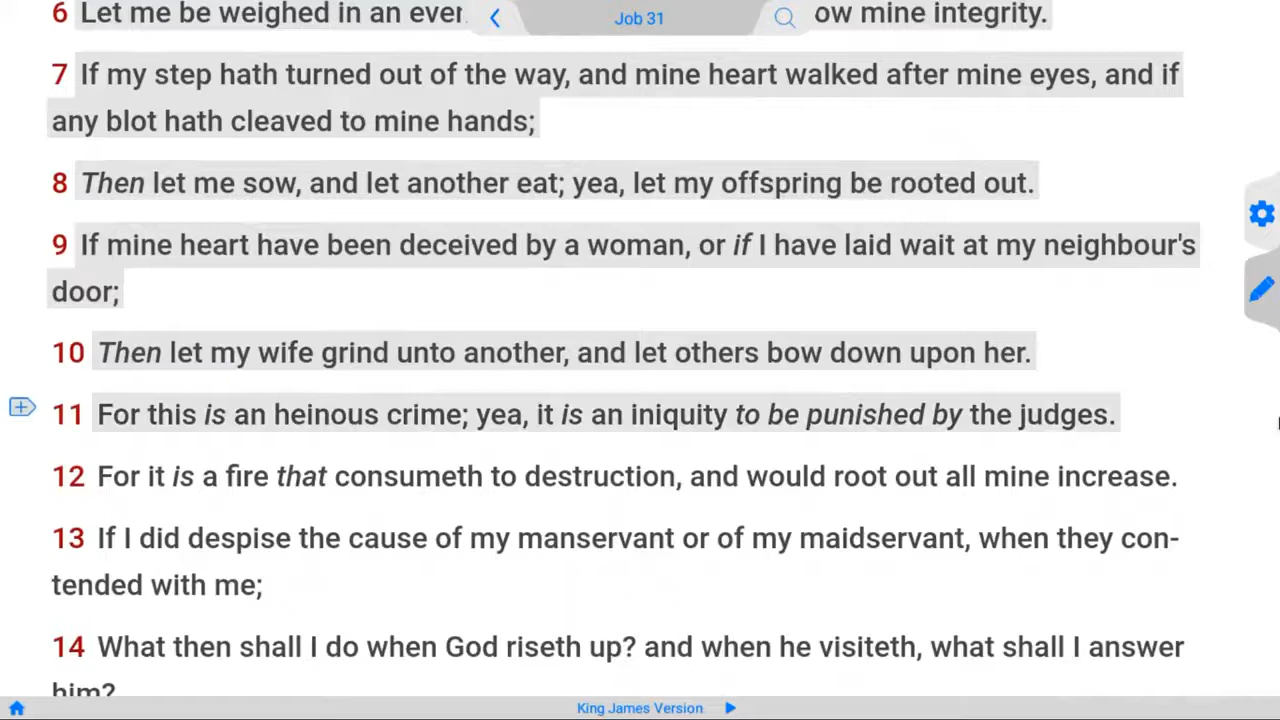 6 Let me be weighed in an ow mine integrity.
Job 31
7 If my step hath turned out of the way, and mine heart walked after mine eyes, and if
any blot hath cleaved to mine hands;
8 Then let me sow, and let another eat; yea, let my offspring be rooted out.
9 If mine heart have been deceived by a woman, or if I have laid wait at my neighbour's
door;
10 Then let my wife grind unto another, and let others bow down upon her.
11 For this is an heinous crime; yea, it is an iniquity to be punished by the judges.
12 For it is a fire that consumeth to destruction, and would root out all mine increase.
13 If I did despise the cause of my manservant or of my maidservant, when they con-
tended with me;
14 What then shall I do when God riseth up? and when he visiteth, what shall I answer
him?
King James Version